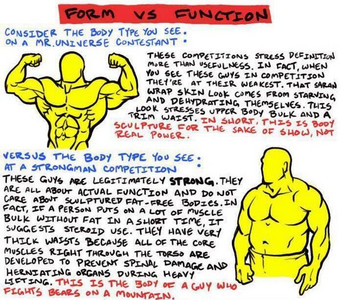 FORM VS FUNCTION
CONSIDER THE BODY TYPE YOU SEE
ON A MR. UNIVERSE CONTESTANT:
THESE COMPETITIONS STRESS DEFINITION
MORE THAN USEFULNESS. IN FACT, WHEN
YOU SEE THESE GUYS IN COMPETITION
THEY'RE AT THEIR WEAKEST. THAT SARAN
WRAP SKIN LOOK COMES FROM STARVING
AND DEHYDRATING THEMSELVES. THIS
LOOK STRESSES UPPER BODY BULK AND A
TRIM WAIST. IN SHORT, THIS IS BODY
SCULPTURE FOR THE SAKE OF SHOW, NOT
REAL POWER.
VERSUS THE BODY TYPE YOU SEE
AT A STRONGMAN COMPETITION:
THESE GUYS ARE LEGITIMATELY STRONG. THEY
ARE ALL ABOUT ACTUAL FUNCTION AND DO NOT
CARE ABOUT SCULPTURED FAT-FREE BODIES. IN
FACT, IF A PERSON PUTS ON A LOT OF MUSCLE
BULK WITHOUT FAT IN A SHORT TIME, IT
SUGGESTS STEROID USE. THEY HAVE VERY
THICK WAISTS BECAUSE ALL OF THE CORE
MUSCLES RIGHT THROUGH THE TORSO ARE
DEVELOPED TO PREVENT SPINAL DAMAGE AND
HERNIATING ORGANS DURING HEAVY
LIFTING. THIS IS THE BODY OF A GUY WHO
FIGHTS BEARS ON A MOUNTAIN.